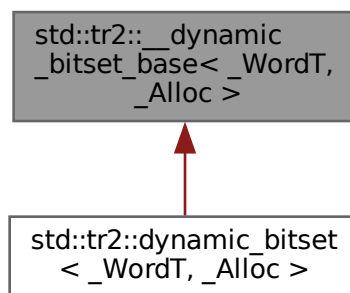 std::tr2::__dynamic
_bitset_base< _WordT,
_Alloc >
std::tr2::dynamic_bitset
< _WordT, _Alloc >